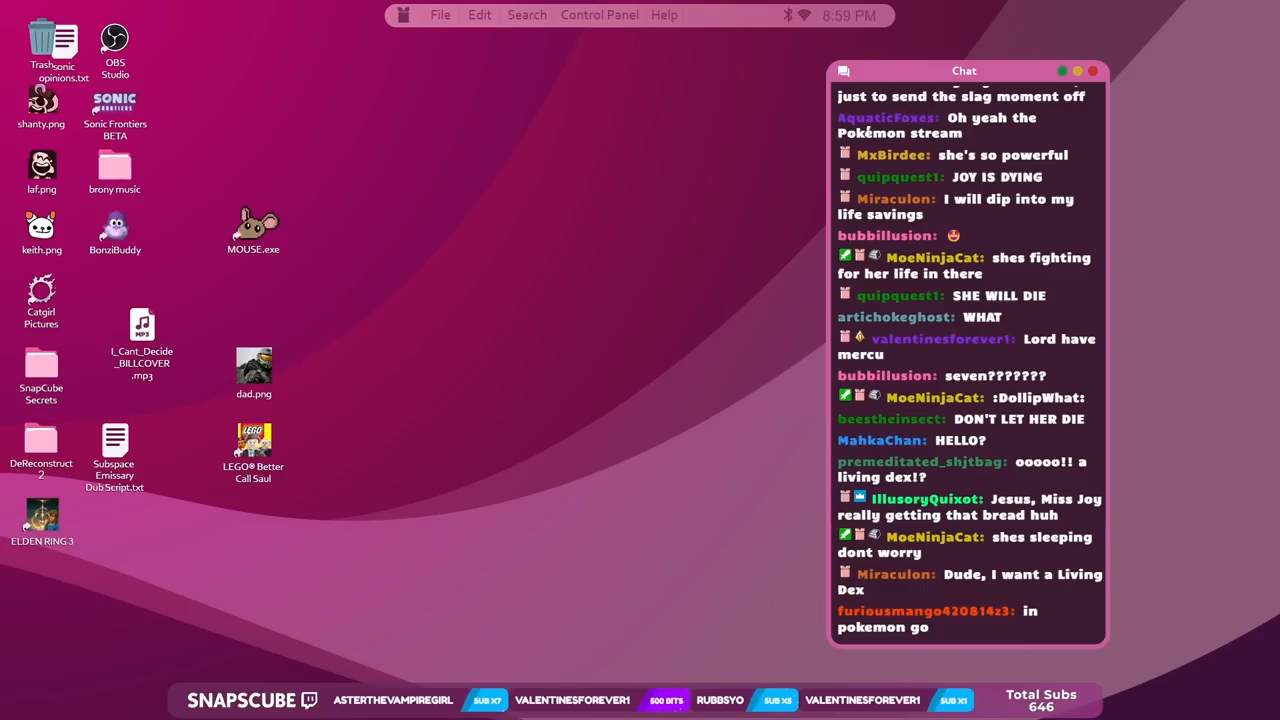 File Edit Search Control Panel Help 8:59 PM
Trash
sonic opinions.txt
OBS
Studio
shanty.png
SONIC
FRONTIERS
Sonic Frontiers
BETA
laf.png
brony music
keith.png
BonziBuddy
MOUSE.exe
Catgirl
Pictures
MP3
I_Cant_Decide
_BILLCOVER
.mp3
SnapCube
Secrets
dad.png
DeReconstruct
2
Subspace
Emissary
Dub Script.txt
LEGO
LEGO® Better
Call Saul
ELDEN RING 3
Chat
just to send the slag moment off
AquaticFoxes: Oh yeah the
Pokémon stream
MxBirdee: she's so powerful
quipquest1: JOY IS DYING
Miraculon: I will dip into my
life savings
bubbillusion:
MoeNinjaCat: shes fighting
for her life in there
quipquest1: SHE WILL DIE
artichokeghost: WHAT
valentinesforever1: Lord have
mercu
bubbillusion: seven???????
MoeNinjaCat: :DollipWhat:
beestheinsect: DON'T LET HER DIE
MahkaChan: HELLO?
premeditated_shjtbag: ooooo!! a
living dex!?
IllusoryQuixot: Jesus, Miss Joy
really getting that bread huh
MoeNinjaCat: shes sleeping
dont worry
Miraculon: Dude, I want a Living
Dex
furiousmango420814z3: in
pokemon go
SNAPSCUBE ASTERTHEVAMPIREGIRL SUB X7 VALENTINESFOREVER1 500 BITS RUBBSYO SUB X5 VALENTINESFOREVER1 SUB X1
Total Subs
646